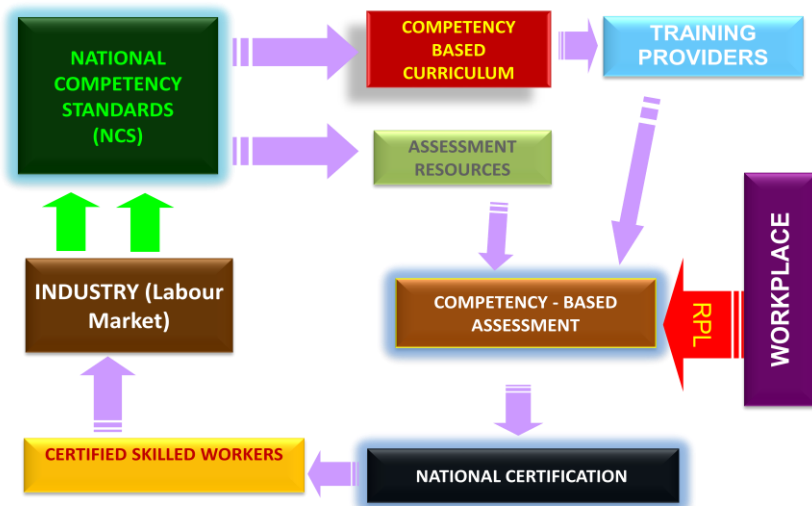 NATIONAL
COMPETENCY
STANDARDS
(NCS)
COMPETENCY
BASED
CURRICULUM
TRAINING
PROVIDERS
ASSESSMENT
RESOURCES
INDUSTRY (Labour
Market)
COMPETENCY - BASED
ASSESSMENT
RPL
WORKPLACE
CERTIFIED SKILLED WORKERS
NATIONAL CERTIFICATION